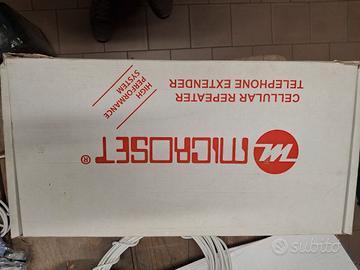 MICROSET®
HIGH
PERFORMANCE
SYSTEM
CELLULAR REPEATER
TELEPHONE EXTENDER
subito